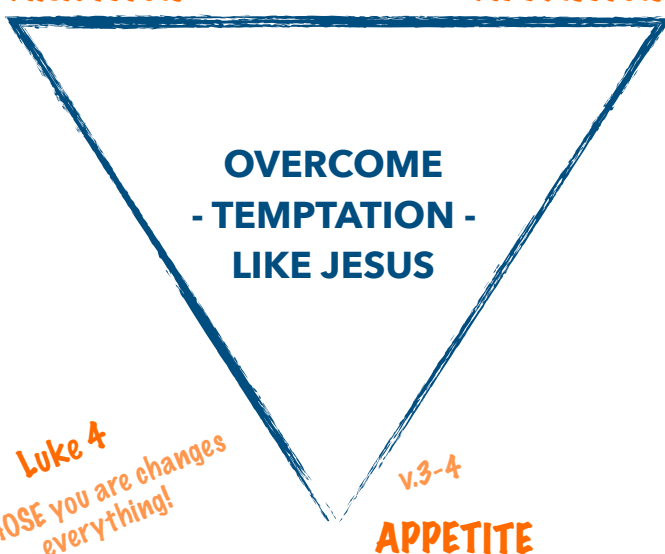 OVERCOME
- TEMPTATION -
LIKE JESUS
Luke 4
you are changes
everything!
v.3-4
APPETITE